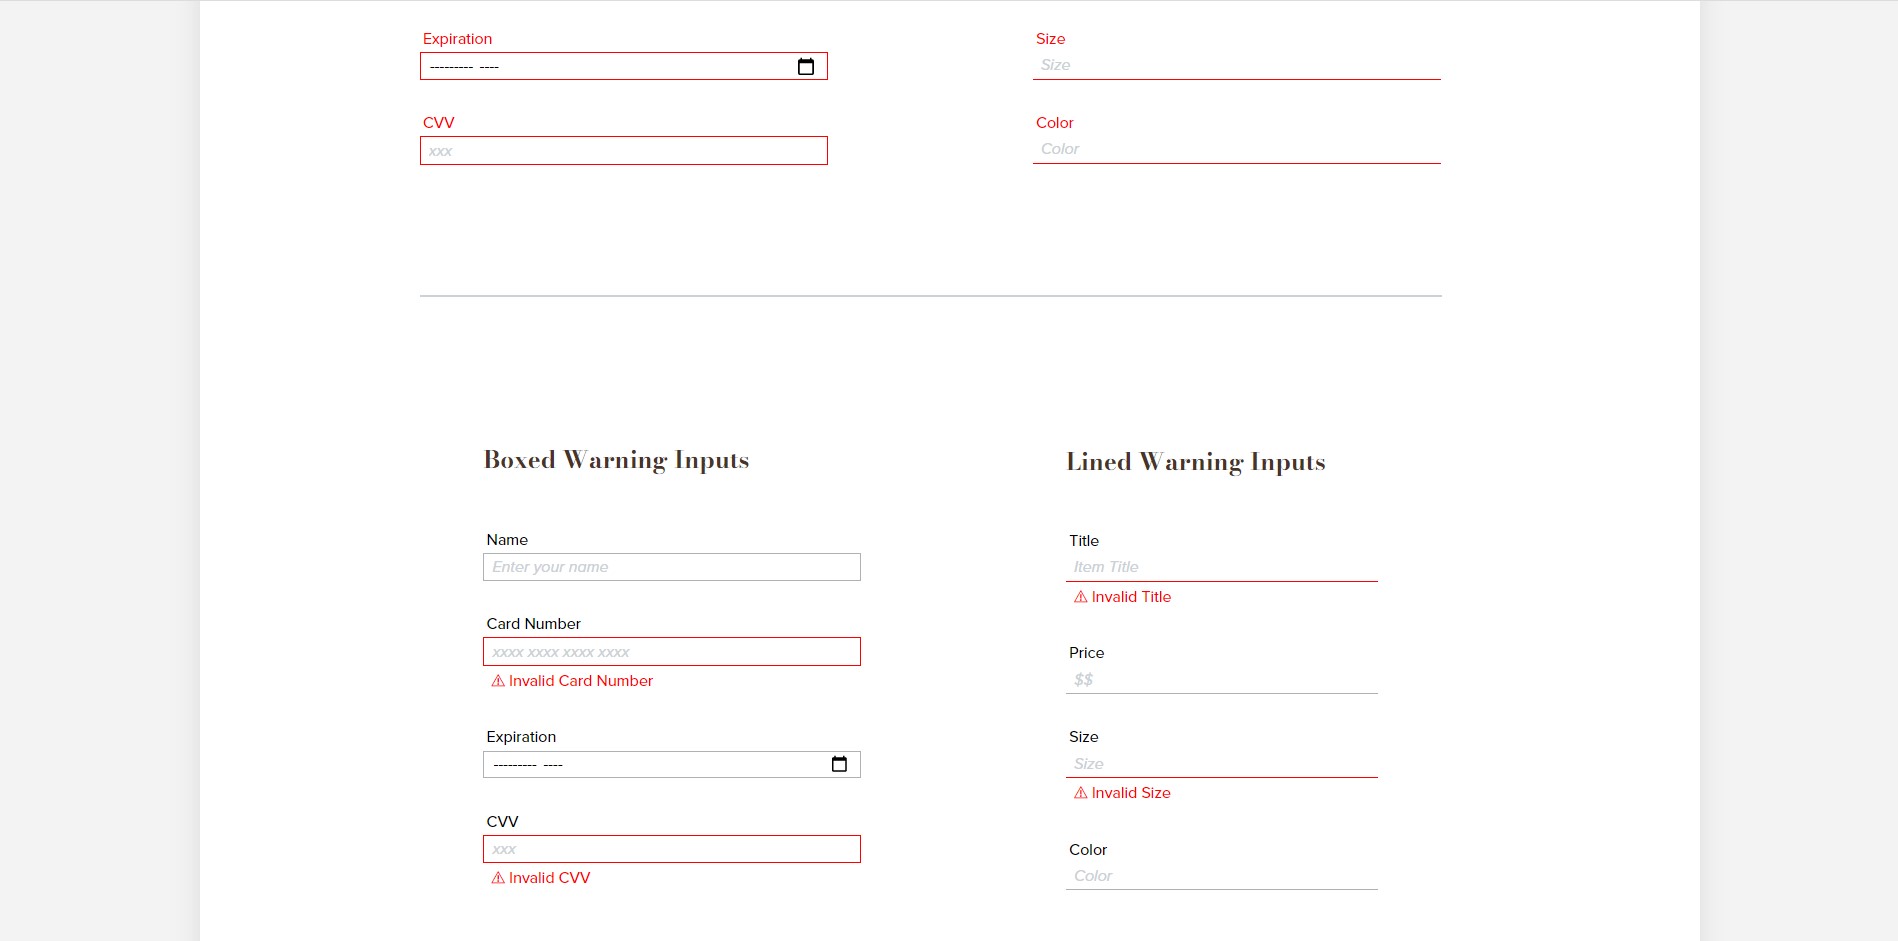 Expiration
--------- ----
CVV
xxx
Size
Size
Color
Color
Boxed Warning Inputs
Name
Enter your name
Card Number
xxxx xxxx xxxx xxxx
⚠ Invalid Card Number
Expiration
--------- ----
CVV
xxx
⚠ Invalid CVV
Lined Warning Inputs
Title
Item Title
⚠ Invalid Title
Price
$$
Size
Size
⚠ Invalid Size
Color
Color